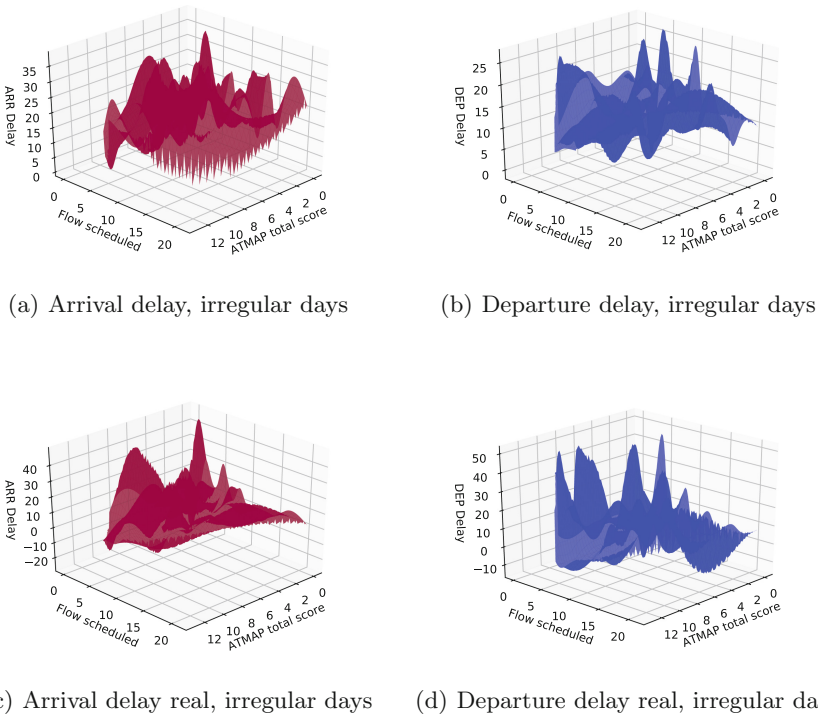 ARR Delay
35
30
25
20
15
10
5
0
0
5
10
15
20
Flow scheduled
12 10 8 6 4 2 0
ATMAP total score
DEP Delay
25
20
15
10
5
0
0
5
10
15
20
Flow scheduled
12 10 8 6 4 2 0
ATMAP total score
(a) Arrival delay, irregular days
(b) Departure delay, irregular days
ARR Delay
40
30
20
10
0
−10
−20
0
5
10
15
20
Flow scheduled
12 10 8 6 4 2 0
ATMAP total score
DEP Delay
50
40
30
20
10
0
−10
0
5
10
15
20
Flow scheduled
12 10 8 6 4 2 0
ATMAP total score
) Arrival delay real, irregular days
(d) Departure delay real, irregular da